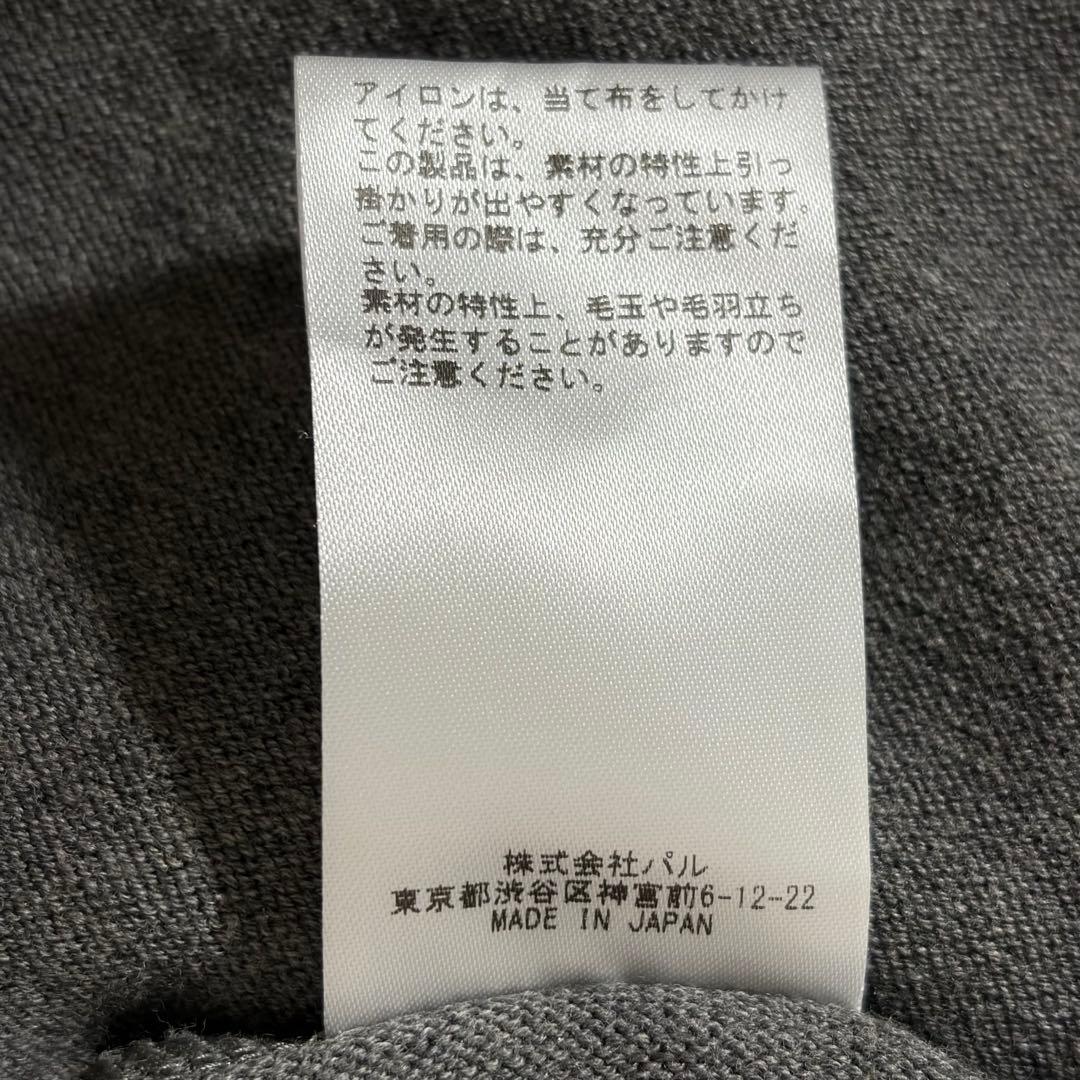 アイロンは、当て布をしてかけ
てください。
この製品は、素材の特性上引っ
掛かりが出やすくなっています。
ご着用の際は、充分ご注意くだ
さい。
素材の特性上、毛玉や毛羽立ち
が発生することがありますので
ご注意ください。
株式会社パル
東京都渋谷区神宮前6-12-22
MADE IN JAPAN